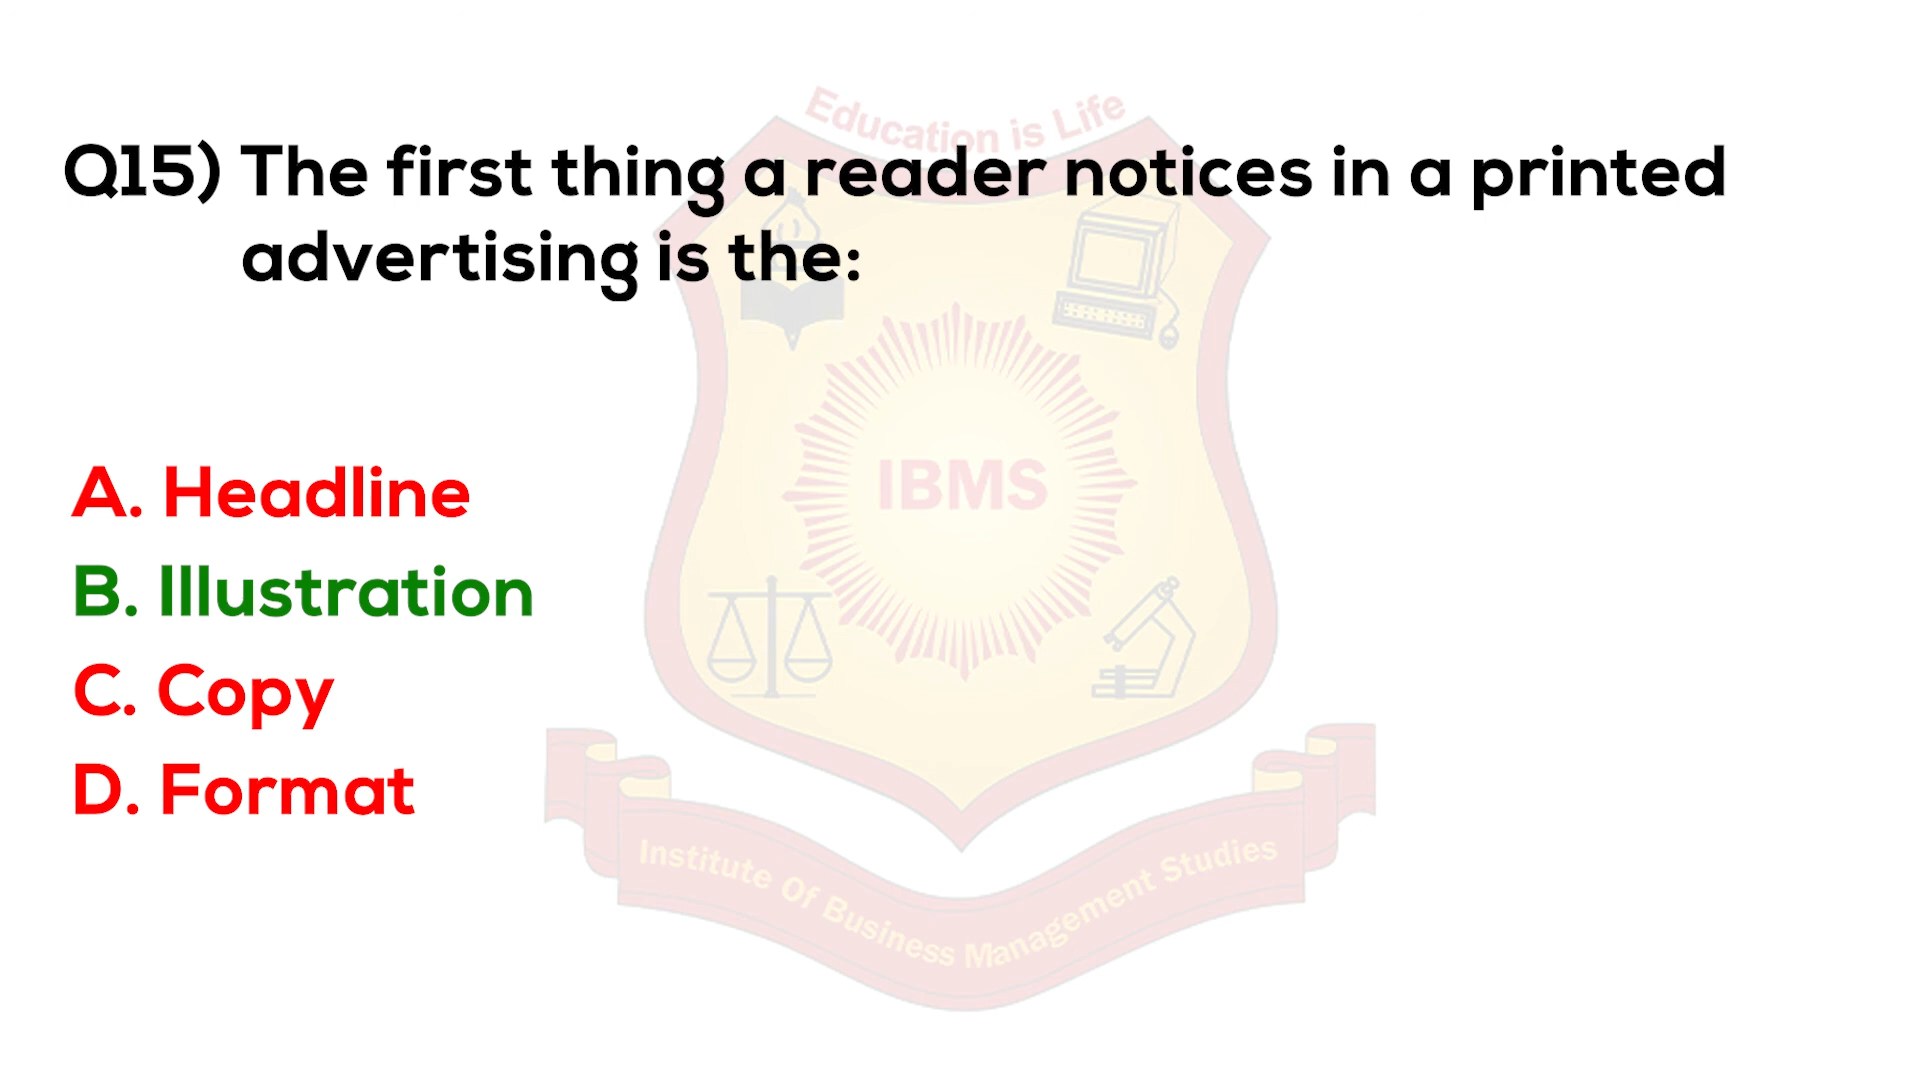 Education is Life
Q15) The first thing a reader notices in a printed
advertising is the:
IBMS
A. Headline
B. Illustration
C. Copy
D. Format
Institute Of Business Management Studies